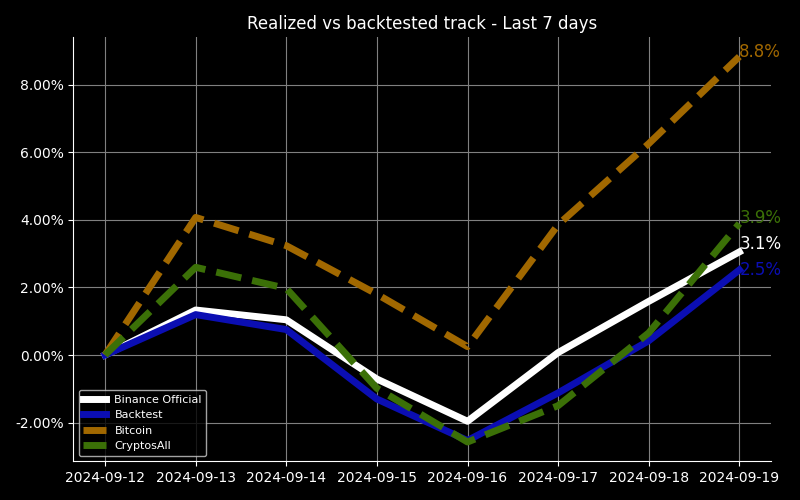 Realized vs backtested track - Last 7 days
8.8%
8.00%
6.00%
4.00%
3.9%
3.1%
2.5%
2.00%
0.00%
-2.00%
Binance Official
Backtest
Bitcoin
CryptosAll
2024-09-12 2024-09-13 2024-09-14 2024-09-15 2024-09-16 2024-09-17 2024-09-18 2024-09-19